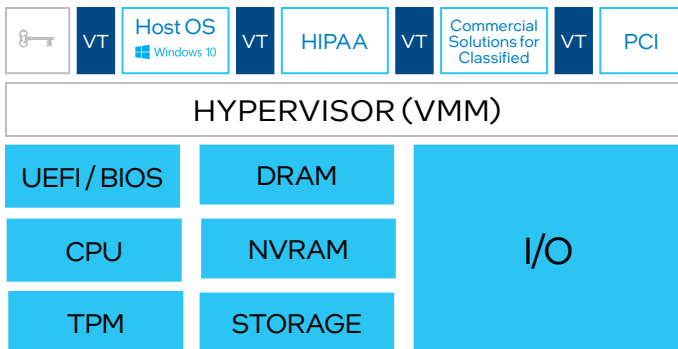 VT
Host OS
Windows 10
VT
HIPAA
VT
Commercial
Solutions for
Classified
VT
PCI
HYPERVISOR (VMM)
UEFI / BIOS
DRAM
I/O
CPU
NVRAM
TPM
STORAGE